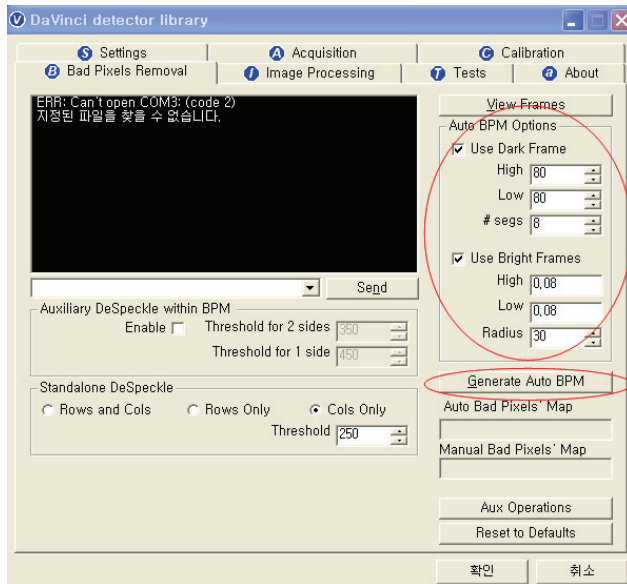 DaVinci detector library
S Settings
A Acquisition
C Calibration
B Bad Pixels Removal
I Image Processing
T Tests
a About
ERR: Can't open COM3: (code 2)
지정된 파일을 찾을 수 없습니다.
Send
Auxiliary DeSpeckle within BPM
Enable
Threshold for 2 sides 350
Threshold for 1 side 450
Standalone DeSpeckle
Rows and Cols
Rows Only
Cols Only
Threshold 250
View Frames
Auto BPM Options
Use Dark Frame
High 80
Low 80
# segs 8
Use Bright Frames
High 0,08
Low 0,08
Radius 30
Generate Auto BPM
Auto Bad Pixels' Map
Manual Bad Pixels' Map
Aux Operations
Reset to Defaults
확인
취소